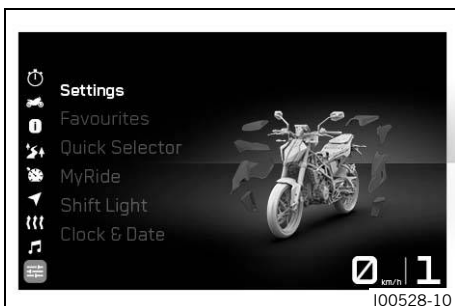 Settings
Favourites
Quick Selector
MyRide
Shift Light
Clock & Date
0 km/h 1
I00528-10